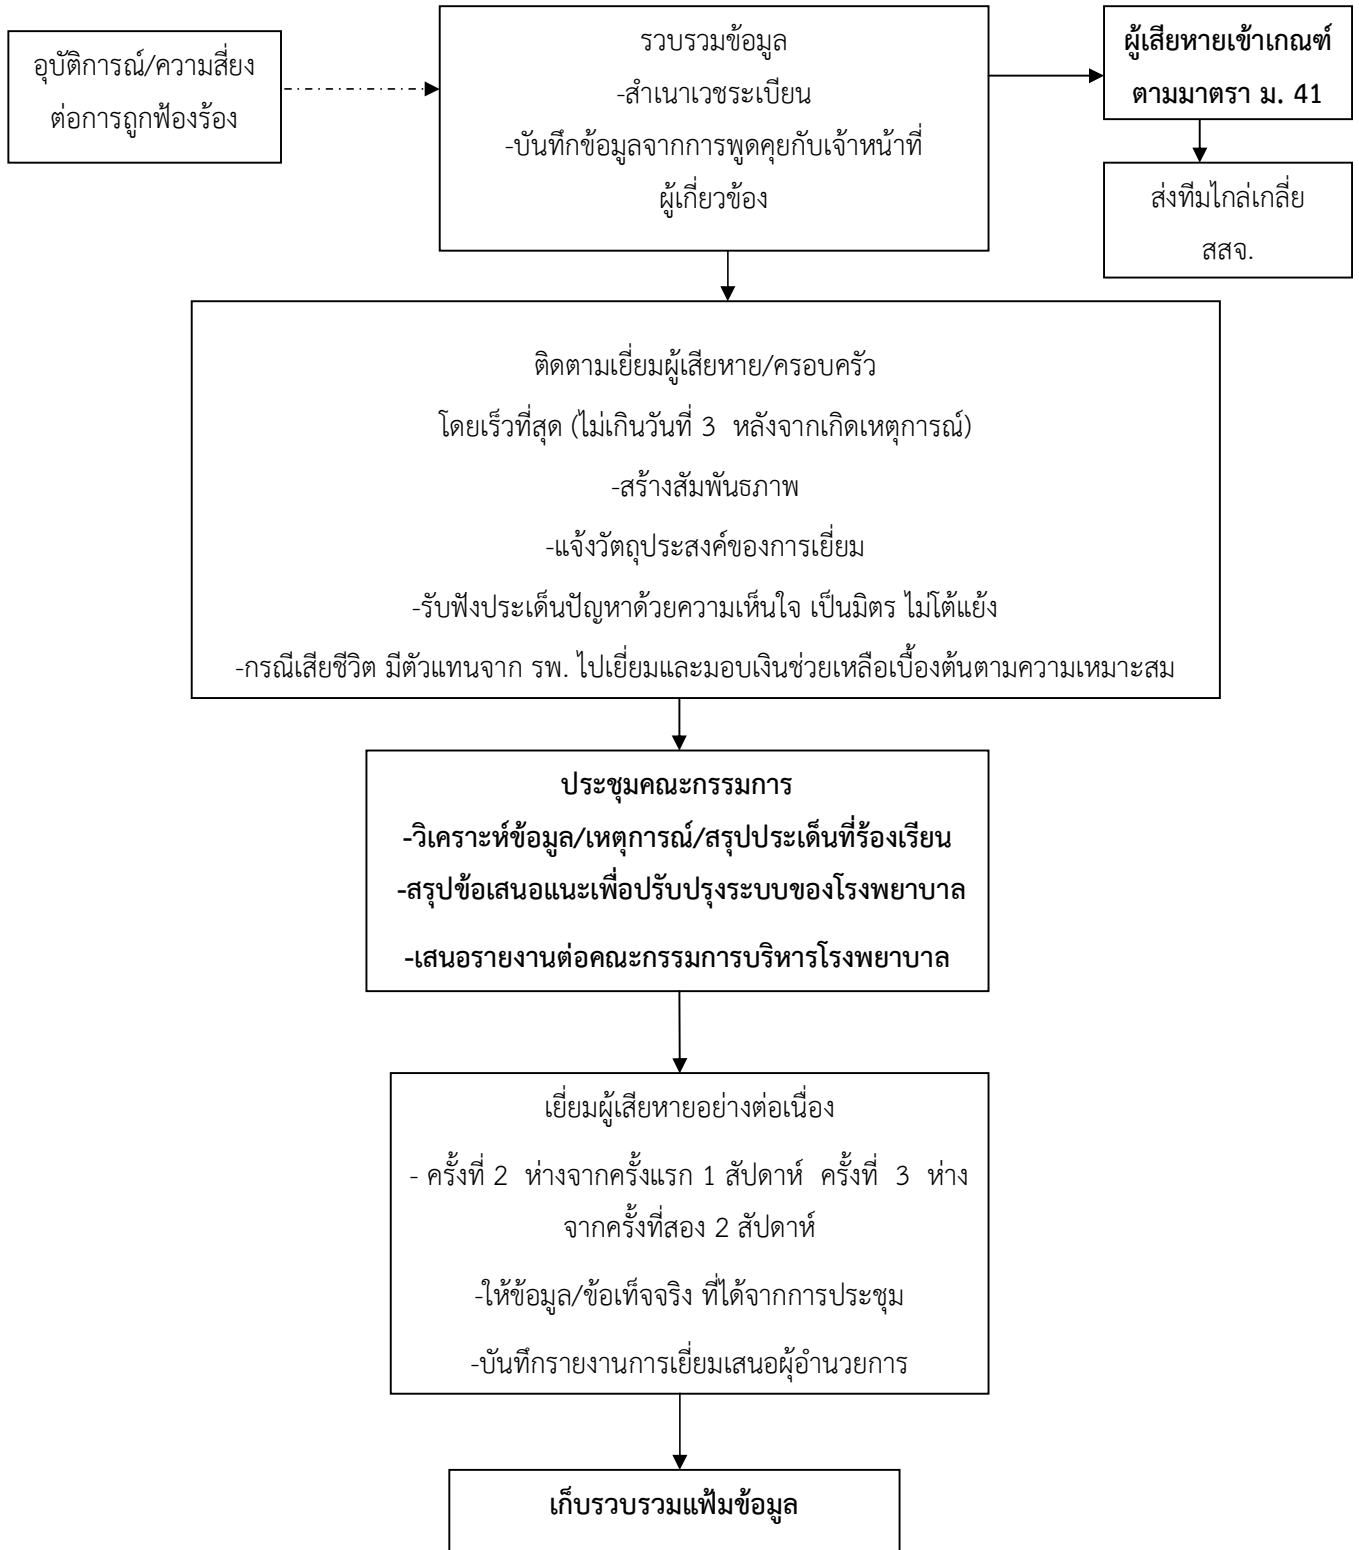 อุบัติการณ์/ความสี่ยง
ต่อการถูกฟ้องร้อง
รวบรวมข้อมูล
-สำเนาเวชระเบียน
-บันทึกข้อมูลจากการพูดคุยกับเจ้าหน้าที่
ผู้เกี่ยวข้อง
ผู้เสียหายเข้าเกณฑ์
ตามมาตรา ม. 41
ส่งทีมไกล่เกลี่ย
สสจ.
ติดตามเยี่ยมผู้เสียหาย/ครอบครัว
โดยเร็วที่สุด (ไม่เกินวันที่ 3 หลังจากเกิดเหตุการณ์)
-สร้างสัมพันธภาพ
-แจ้งวัตถุประสงค์ของการเยี่ยม
-รับฟังประเด็นปัญหาด้วยความเห็นใจ เป็นมิตร ไม่โต้แย้ง
-กรณีเสียชีวิต มีตัวแทนจาก รพ. ไปเยี่ยมและมอบเงินช่วยเหลือเบื้องต้นตามความเหมาะสม
ประชุมคณะกรรมการ
-วิเคราะห์ข้อมูล/เหตุการณ์/สรุปประเด็นที่ร้องเรียน
-สรุปข้อเสนอแนะเพื่อปรับปรุงระบบของโรงพยาบาล
-เสนอรายงานต่อคณะกรรมการบริหารโรงพยาบาล
เยี่ยมผู้เสียหายอย่างต่อเนื่อง
- ครั้งที่ 2 ห่างจากครั้งแรก 1 สัปดาห์ ครั้งที่ 3 ห่าง
จากครั้งที่สอง 2 สัปดาห์
-ให้ข้อมูล/ข้อเท็จจริง ที่ได้จากการประชุม
-บันทึกรายงานการเยี่ยมเสนอผุ้อำนวยการ
เก็บรวบรวมแฟ้มข้อมูล